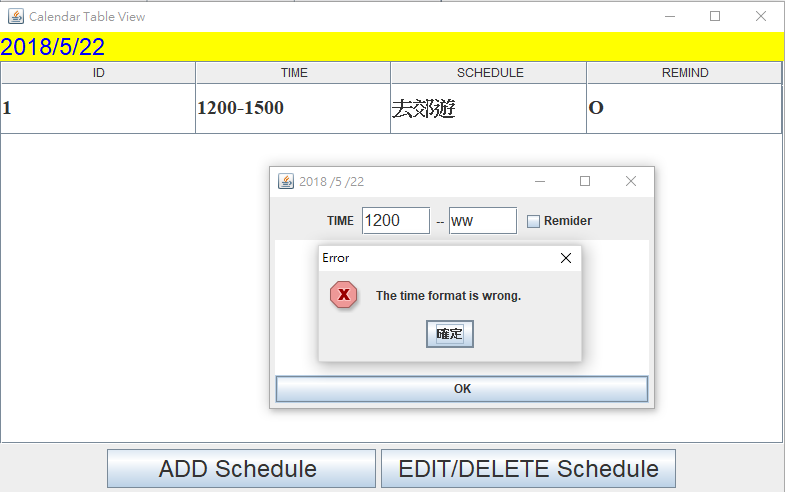 Calendar Table View
2018/5/22
ID TIME SCHEDULE REMIND
1 1200-1500 去郊遊 O
2018 /5 /22
TIME 1200 -- ww Remider
Error
X The time format is wrong.
確定
OK
ADD Schedule EDIT/DELETE Schedule